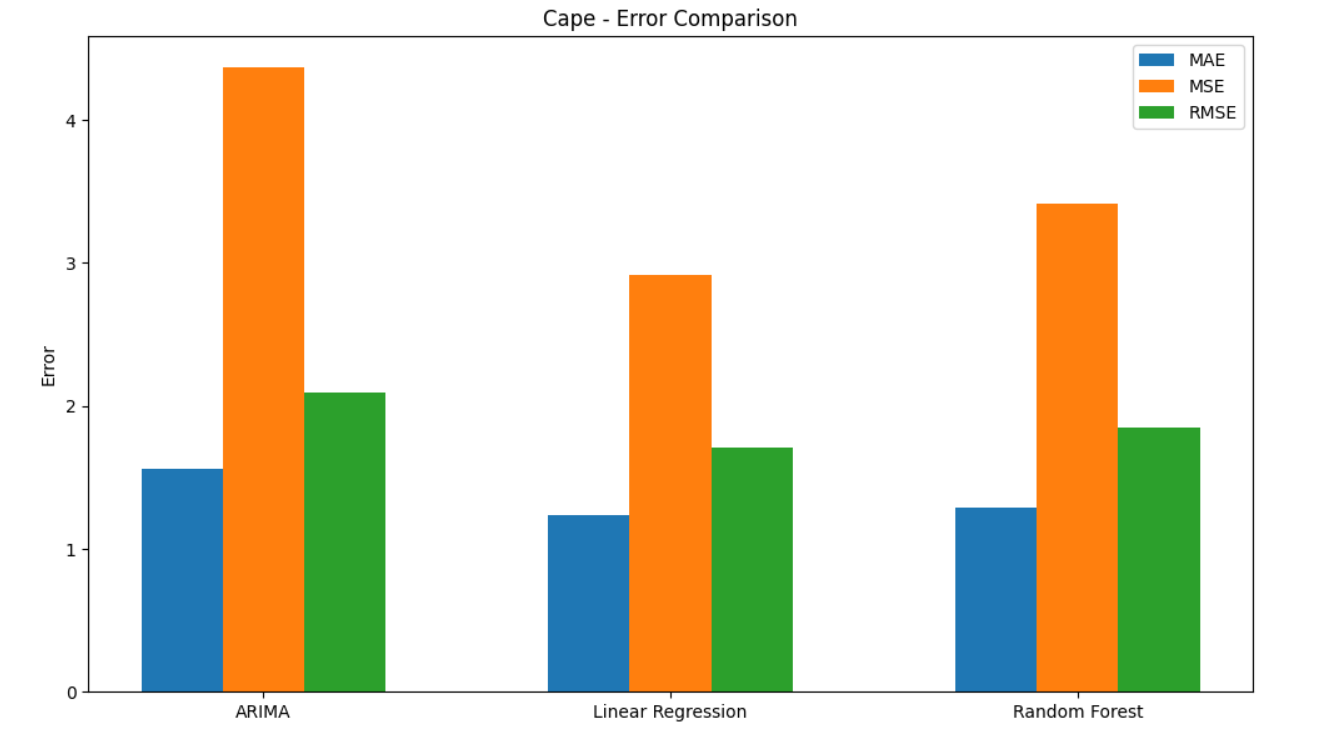 Cape - Error Comparison
MAE
MSE
RMSE
4
3
2
1
0
Error
ARIMA
Linear Regression
Random Forest